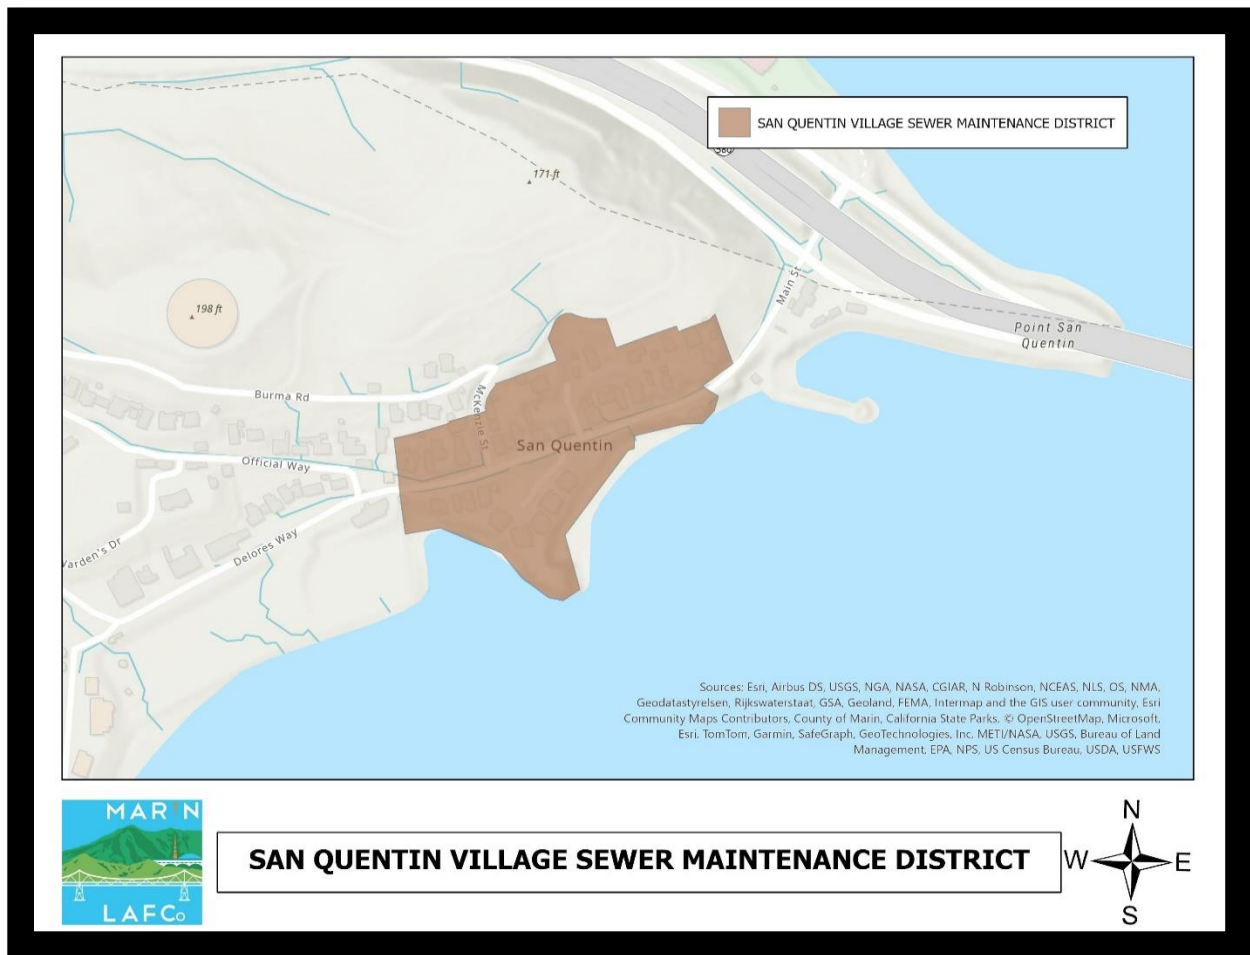 SAN QUENTIN VILLAGE SEWER MAINTENANCE DISTRICT
580
171 ft
198 ft
Main St
Point San
Quentin
Burma Rd
McKenzie St
San Quentin
Official Way
Delores Way
Warden's Dr
Sources: Esri, Airbus DS, USGS, NGA, NASA, CGIAR, N Robinson, NCEAS, NLS, OS, NMA,
Geodatastyrelsen, Rijkswaterstaat, GSA, Geoland, FEMA, Intermap and the GIS user community, Esri
Community Maps Contributors, County of Marin, California State Parks, © OpenStreetMap, Microsoft,
Esri, TomTom, Garmin, SafeGraph, GeoTechnologies, Inc, METI/NASA, USGS, Bureau of Land
Management, EPA, NPS, US Census Bureau, USDA, USFWS
MARIN
LAFCo
SAN QUENTIN VILLAGE SEWER MAINTENANCE DISTRICT
N
W
E
S